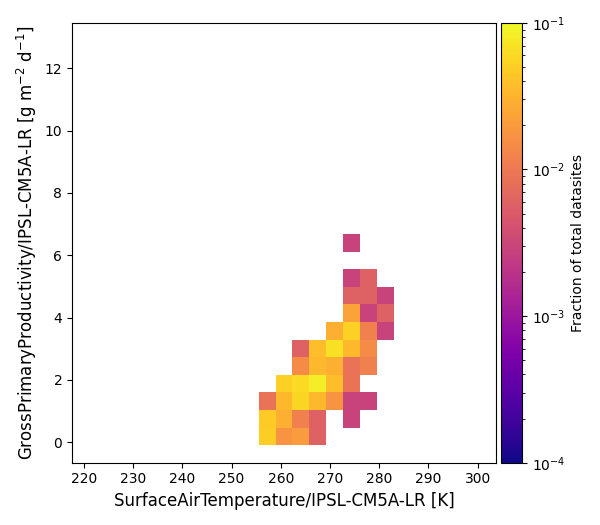 GrossPrimaryProductivity/IPSL-CM5A-LR [g m⁻² d⁻¹]
12
10
8
6
4
2
0
220 230 240 250 260 270 280 290 300
SurfaceAirTemperature/IPSL-CM5A-LR [K]
10⁻¹
10⁻²
10⁻³
10⁻⁴
Fraction of total datasites